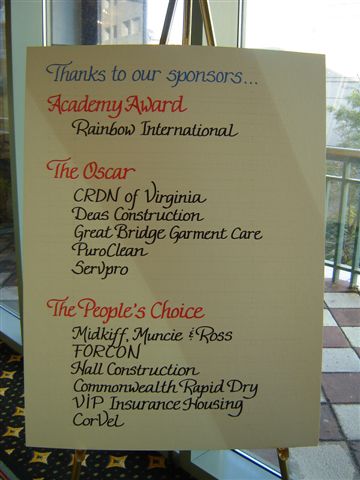 Thanks to our sponsors...
Academy Award
Rainbow International
The Oscar
CRDN of Virginia
Deas Construction
Great Bridge Garment Care
PuroClean
Servpro
The People's Choice
Midkiff, Muncie & Ross
FORCON
Hall Construction
Commonwealth Rapid Dry
VIP Insurance Housing
CorVel